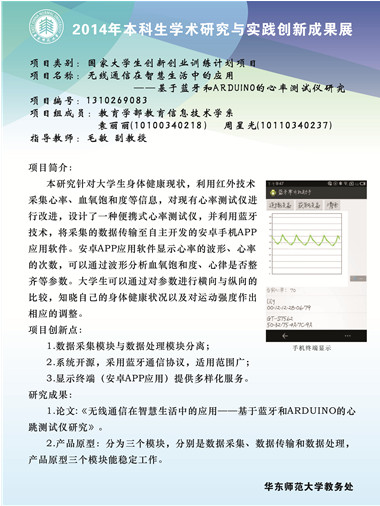 2014年本科生学术研究与实践创新成果展
项目类别：国家大学生创新创业训练计划项目
项目名称：无线通信在智慧生活中的应用
——基于蓝牙和ARDUINO的心率测试仪研究
项目编号：1310269083
项目组成员：教育学部教育信息技术学系
袁丽丽(10100340218) 周星光(10110340237)
指导教师：毛敏 副教授
项目简介：
本研究针对大学生身体健康现状，利用红外技术
采集心率、血氧饱和度等信息，对现有心率测试仪进
行改进，设计了一种便携式心率测试仪，并利用蓝牙
技术，将采集的数据传输至自主开发的安卓手机APP
应用软件。安卓APP应用软件显示心率的波形、心率
的次数，可以通过波形分析血氧饱和度、心律是否整
齐等参数。大学生可以通过对参数进行横向与纵向的
比较，知晓自己的身体健康状况以及对运动强度作出
相应的调整。
手机终端显示
项目创新点：
1.数据采集模块与数据处理模块分离；
2.系统开源，采用蓝牙通信协议，适用范围广；
3.显示终端（安卓APP应用）提供多样化服务。
研究成果：
1.论文：《无线通信在智慧生活中的应用——基于蓝牙和ARDUINO的心
跳测试仪研究》。
2.产品原型：分为三个模块，分别是数据采集、数据传输和数据处理，
产品原型三个模块能稳定工作。
华东师范大学教务处